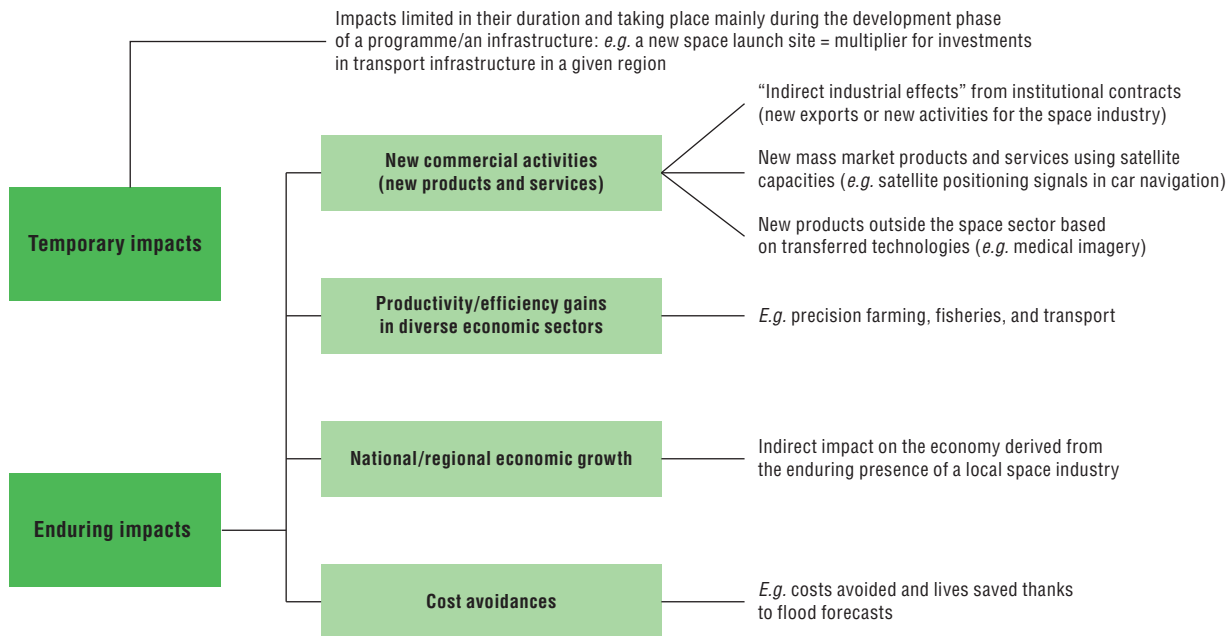 Impacts limited in their duration and taking place mainly during the development phase
of a programme/an infrastructure: e.g. a new space launch site = multiplier for investments
in transport infrastructure in a given region
Temporary impacts
New commercial activities
(new products and services)
“Indirect industrial effects” from institutional contracts
(new exports or new activities for the space industry)
New mass market products and services using satellite
capacities (e.g. satellite positioning signals in car navigation)
New products outside the space sector based
on transferred technologies (e.g. medical imagery)
Productivity/efficiency gains
in diverse economic sectors
E.g. precision farming, fisheries, and transport
Enduring impacts
National/regional economic growth
Indirect impact on the economy derived from
the enduring presence of a local space industry
Cost avoidances
E.g. costs avoided and lives saved thanks
to flood forecasts